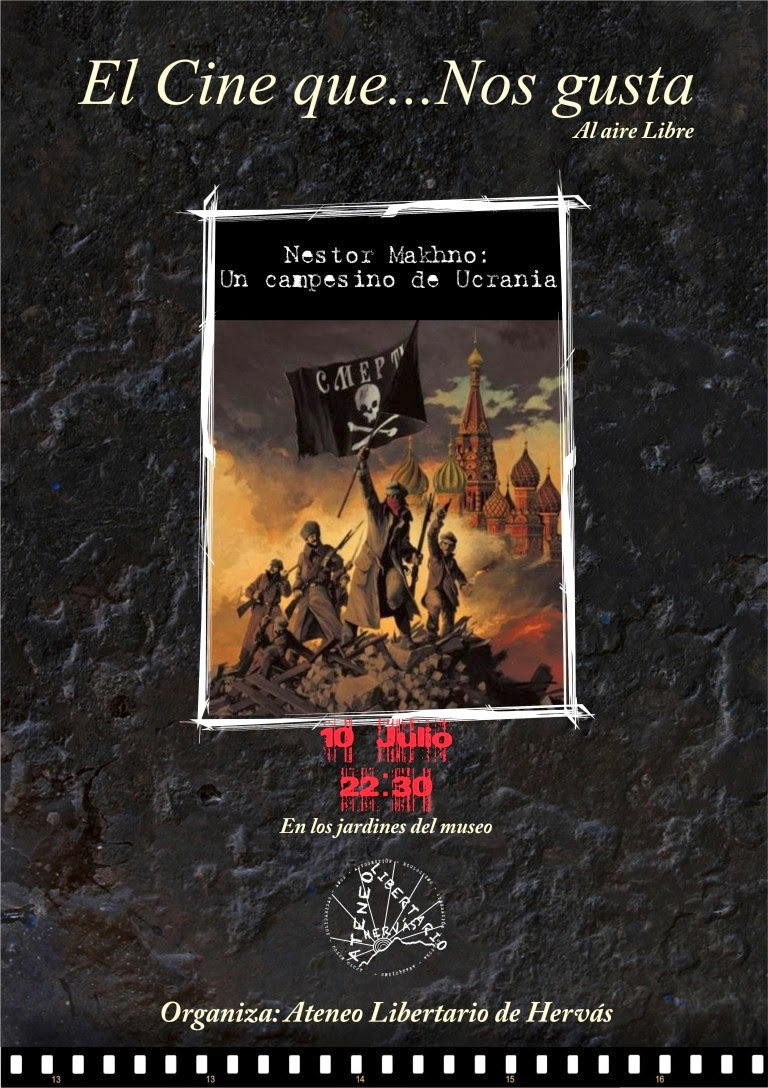 El Cine que...Nos gusta
Al aire Libre
Nestor Makhno:
Un campesino de Ucrania
СМЕРТЬ
10 Julio
22:30
En los jardines del museo
ATENEO LIBERTARIO
HERVÁS
Organiza: Ateneo Libertario de Hervás
13
13
14
15
16